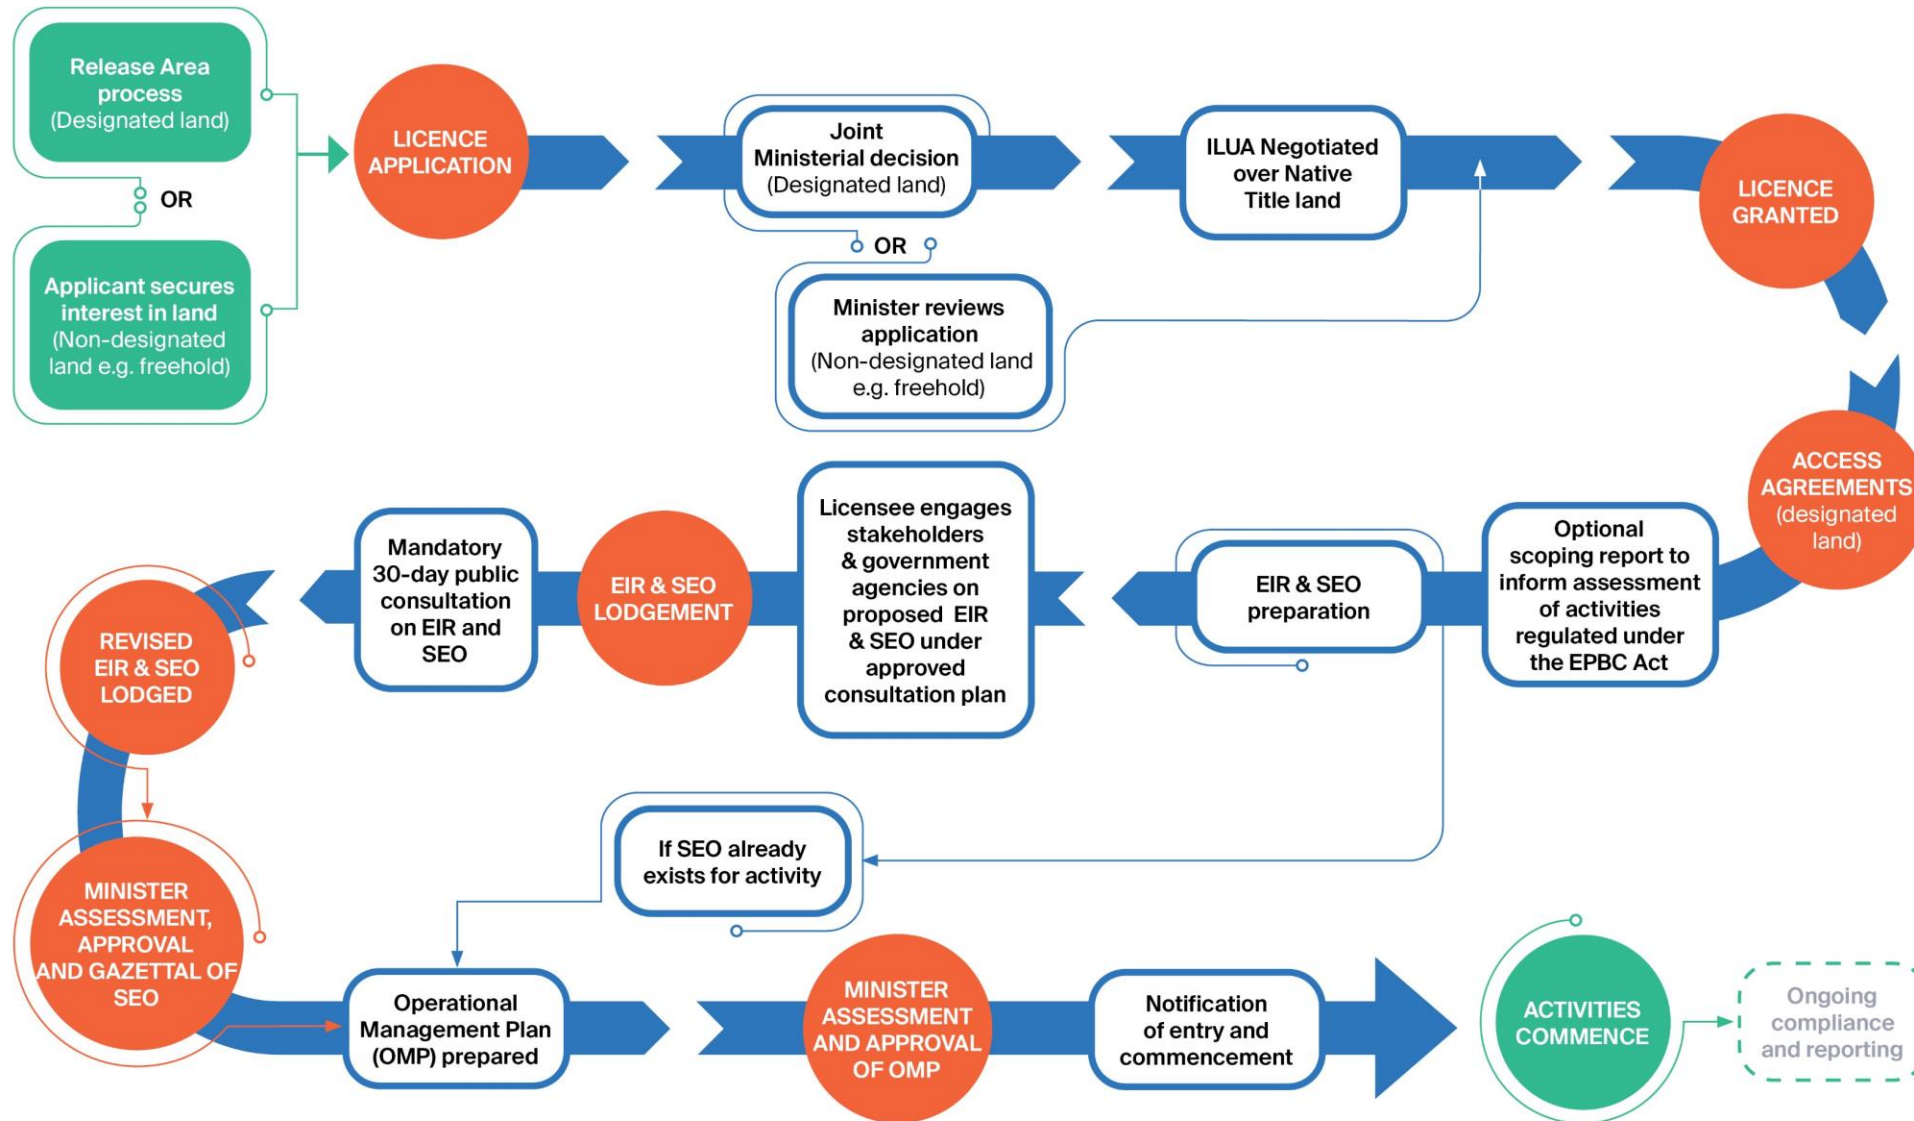 Release Area
process
(Designated land)
OR
Applicant secures
interest in land
(Non-designated
land e.g. freehold)
LICENCE
APPLICATION
Joint
Ministerial decision
(Designated land)
OR
Minister reviews
application
(Non-designated land
e.g. freehold)
ILUA Negotiated
over Native
Title land
LICENCE
GRANTED
ACCESS
AGREEMENTS
(designated
land)
Optional
scoping report to
inform assessment
of activities
regulated under
the EPBC Act
EIR & SEO
preparation
Licensee engages
stakeholders
& government
agencies on
proposed EIR
& SEO under
approved
consultation plan
EIR & SEO
LODGEMENT
Mandatory
30-day public
consultation
on EIR and
SEO
REVISED
EIR & SEO
LODGED
MINISTER
ASSESSMENT,
APPROVAL
AND GAZETTAL OF
SEO
If SEO already
exists for activity
Operational
Management Plan
(OMP) prepared
MINISTER
ASSESSMENT
AND APPROVAL
OF OMP
Notification
of entry and
commencement
ACTIVITIES
COMMENCE
Ongoing
compliance
and reporting